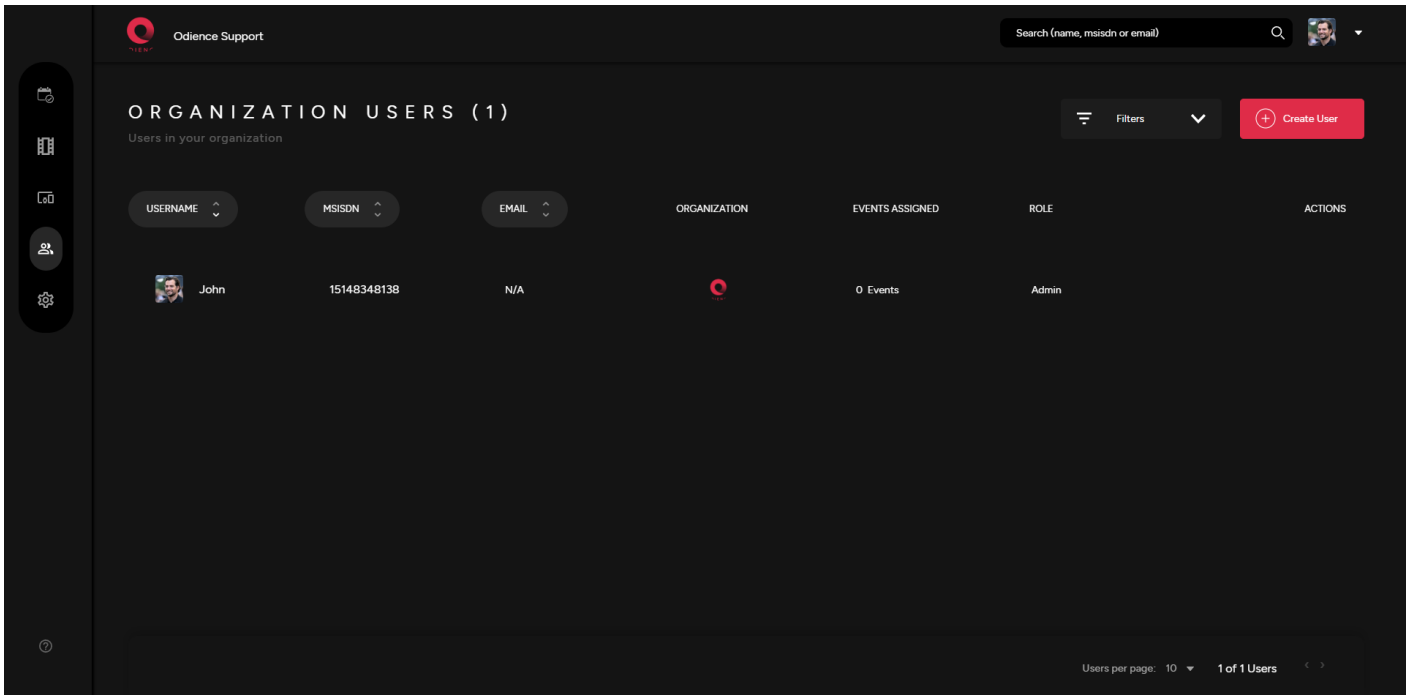 Odience Support
Search (name, msisdn or email)
ORGANIZATION USERS (1)
Users in your organization
Filters
Create User
USERNAME MSISDN EMAIL ORGANIZATION EVENTS ASSIGNED ROLE ACTIONS
John 15148348138 N/A 0 Events Admin
Users per page: 10 1 of 1 Users